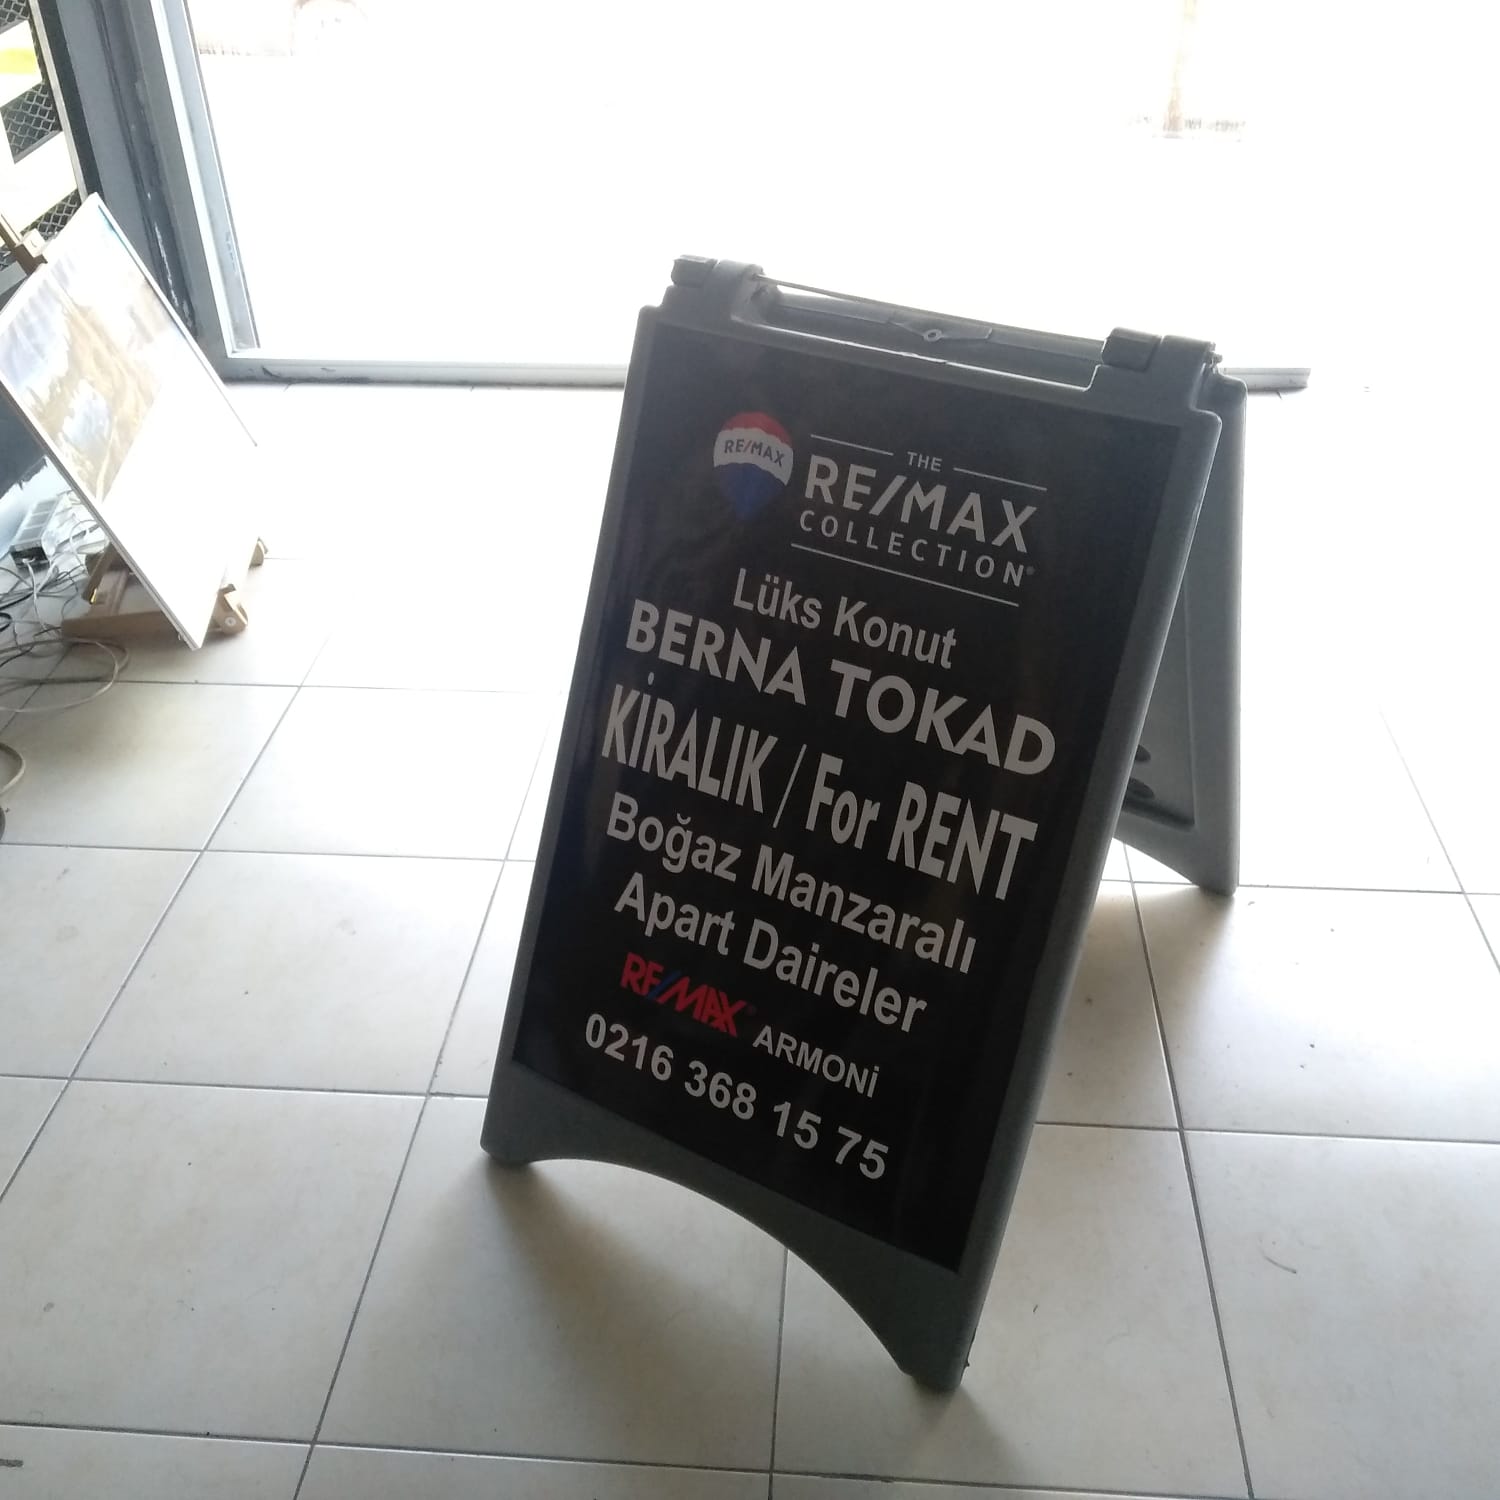 RE/MAX
THE
RE/MAX
COLLECTION®
Lüks Konut
BERNA TOKAD
KİRALIK / For RENT
Boğaz Manzaralı
Apart Daireler
RE/MAX® ARMONİ
0216 368 15 75